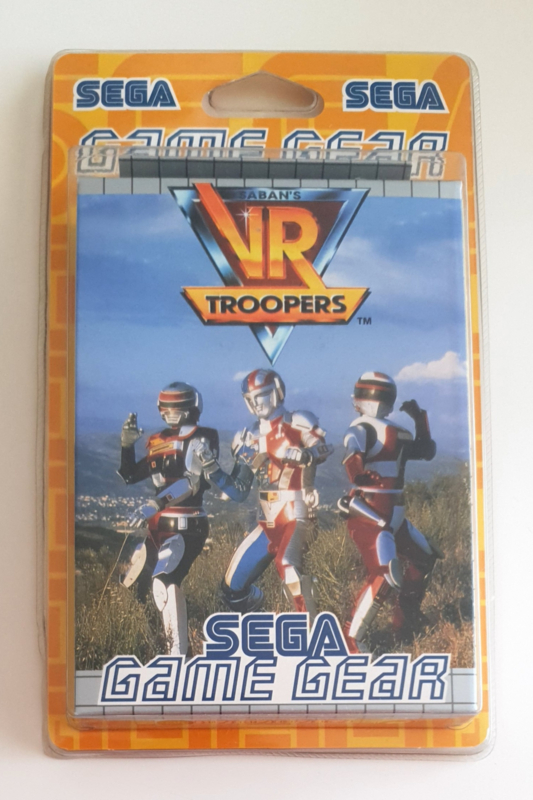 SEGA SEGA
GAME GEAR
SABAN'S
VR
TROOPERS
TM
SEGA
GAME GEAR